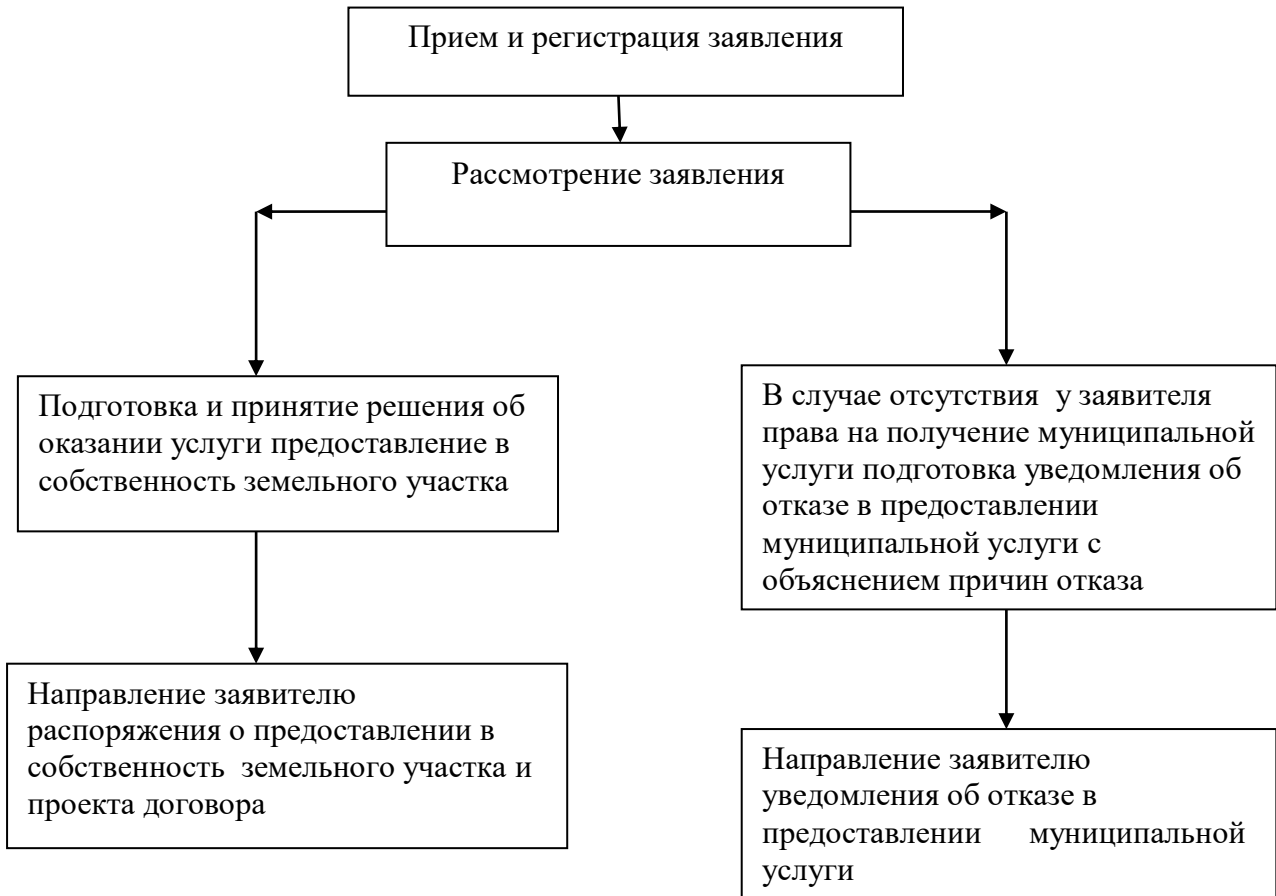 Прием и регистрация заявления
Рассмотрение заявления
Подготовка и принятие решения об
оказании услуги предоставление в
собственность земельного участка
В случае отсутствия у заявителя
права на получение муниципальной
услуги подготовка уведомления об
отказе в предоставлении
муниципальной услуги с
объяснением причин отказа
Направление заявителю
распоряжения о предоставлении в
собственность земельного участка и
проекта договора
Направление заявителю
уведомления об отказе в
предоставлении муниципальной
услуги